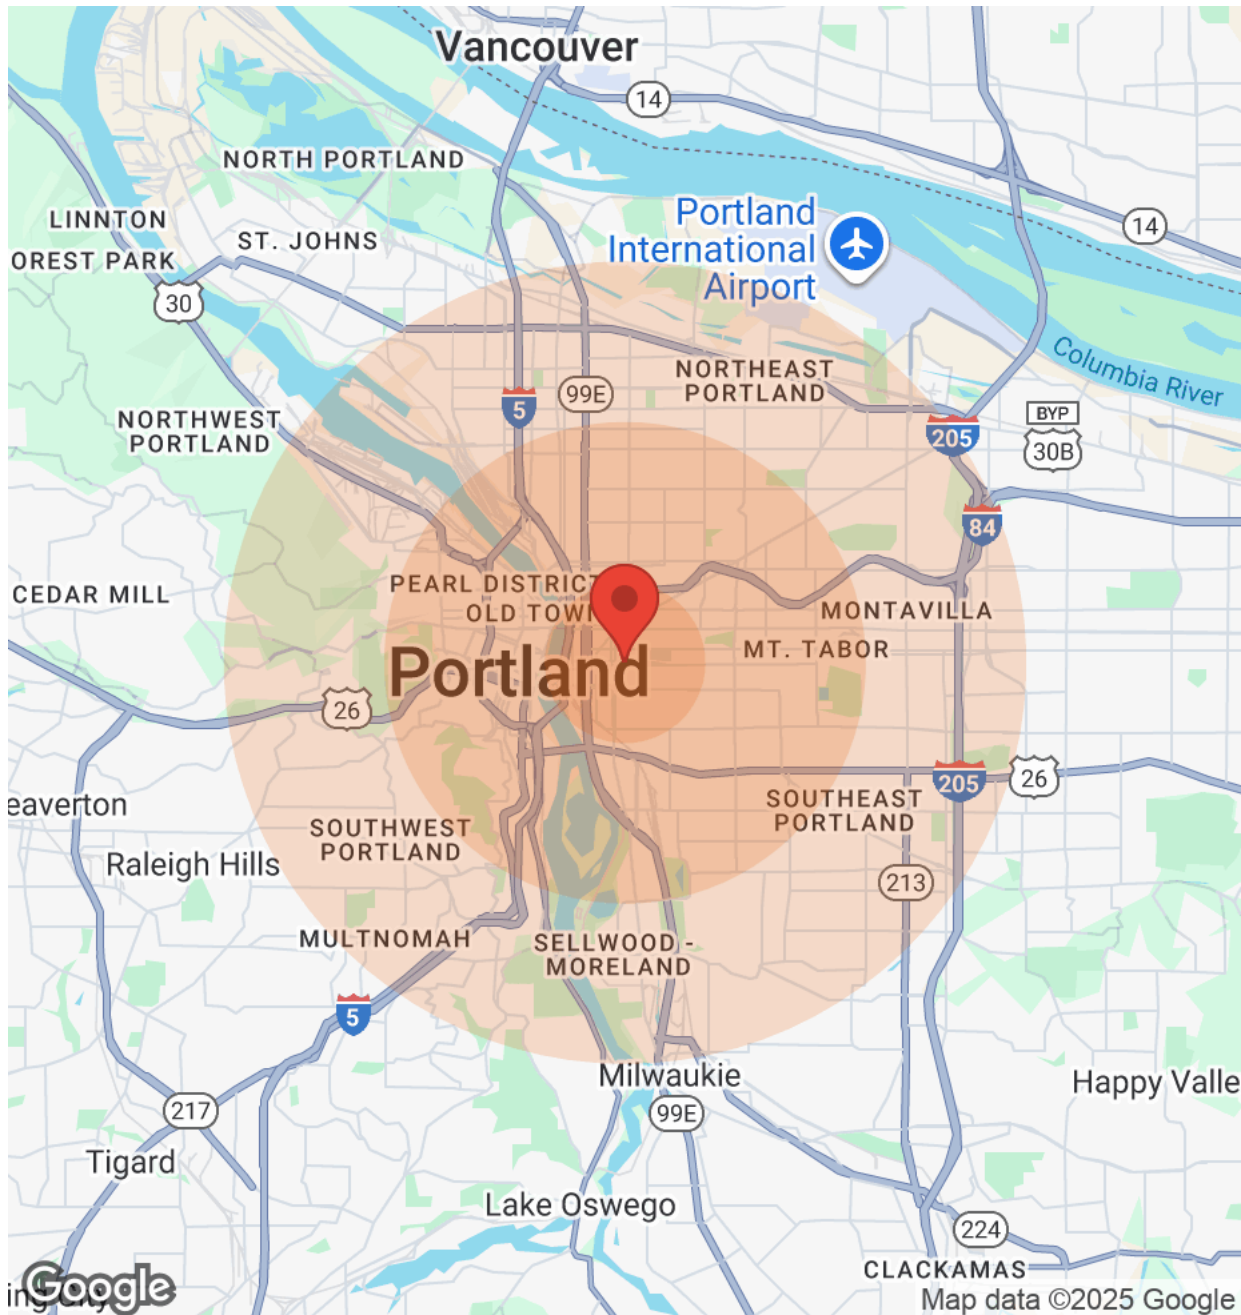 Vancouver
14
NORTH PORTLAND
LINNTON
ST. JOHNS
OREST PARK
30
Portland
International
Airport
14
Columbia River
NORTHEAST
PORTLAND
99E
5
NORTHWEST
PORTLAND
205
BYP
30B
84
PEARL DISTRICT
OLD TOWN
CEDAR MILL
MONTAVILLA
MT. TABOR
Portland
26
205
26
eaverton
SOUTHEAST
PORTLAND
SOUTHWEST
PORTLAND
Raleigh Hills
213
MULTNOMAH
SELLWOOD -
MORELAND
5
Milwaukie
Happy Valle
217
99E
Tigard
Lake Oswego
224
CLACKAMAS
ing City
Google
Map data ©2025 Google